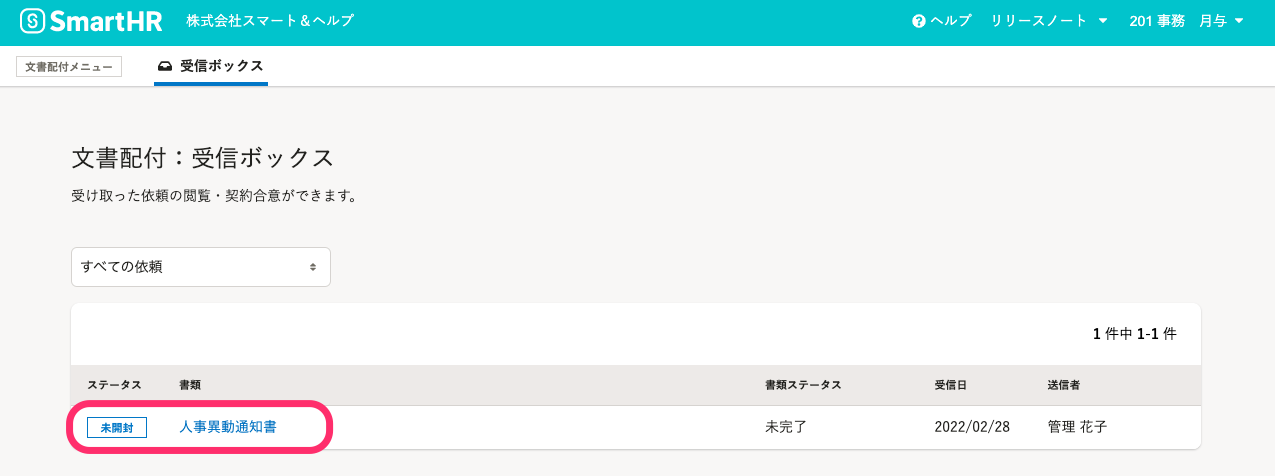 SmartHR 株式会社スマート＆ヘルプ ヘルプ リリースノート 201 事務 月与
文書配付メニュー 受信ボックス
文書配付：受信ボックス
受け取った依頼の閲覧・契約合意ができます。
すべての依頼
1 件中 1-1 件
ステータス 書類 書類ステータス 受信日 送信者
未開封 人事異動通知書 未完了 2022/02/28 管理 花子